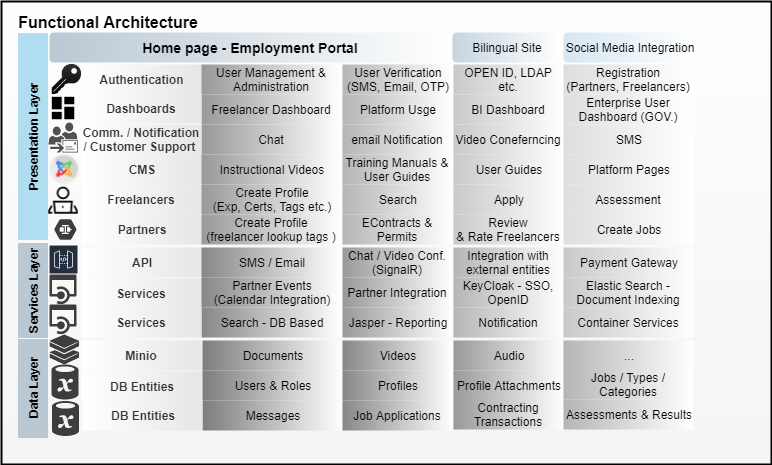 Functional Architecture
Home page - Employment Portal
Bilingual Site
Social Media Integration
Presentation Layer
Authentication
User Management &
Administration
User Verification
(SMS, Email, OTP)
OPEN ID, LDAP
etc.
Registration
(Partners, Freelancers)
Dashboards
Freelancer Dashboard
Platform Usge
BI Dashboard
Enterprise User
Dashboard (GOV.)
Comm. / Notification
/ Customer Support
Chat
email Notification
Video Coneferncing
SMS
CMS
Instructional Videos
Training Manuals &
User Guides
User Guides
Platform Pages
Freelancers
Create Profile
(Exp, Certs, Tags etc.)
Search
Apply
Assessment
Partners
Create Profile
(freelancer lookup tags )
EContracts &
Permits
Review
& Rate Freelancers
Create Jobs
Services Layer
API
SMS / Email
Chat / Video Conf.
(SignalR)
Integration with
external entities
Payment Gateway
Services
Partner Events
(Calendar Integration)
Partner Integration
KeyCloak - SSO,
OpenID
Elastic Search -
Document Indexing
Services
Search - DB Based
Jasper - Reporting
Notification
Container Services
Data Layer
Minio
Documents
Videos
Audio
...
DB Entities
Users & Roles
Profiles
Profile Attachments
Jobs / Types /
Categories
DB Entities
Messages
Job Applications
Contracting
Transactions
Assessments & Results